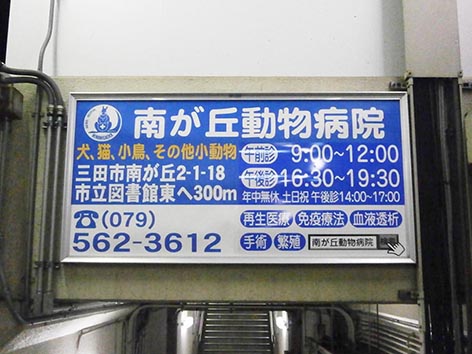 南が丘動物病院
犬、猫、小鳥、その他小動物 午前診 9:00~12:00
三田市南が丘2-1-18 午後診 16:30~19:30
市立図書館東へ300m 年中無休 土日祝 午後診14:00~17:00
☎(079) 再生医療 免疫療法 血液透析
562-3612 手術 繁殖 南が丘動物病院 検索